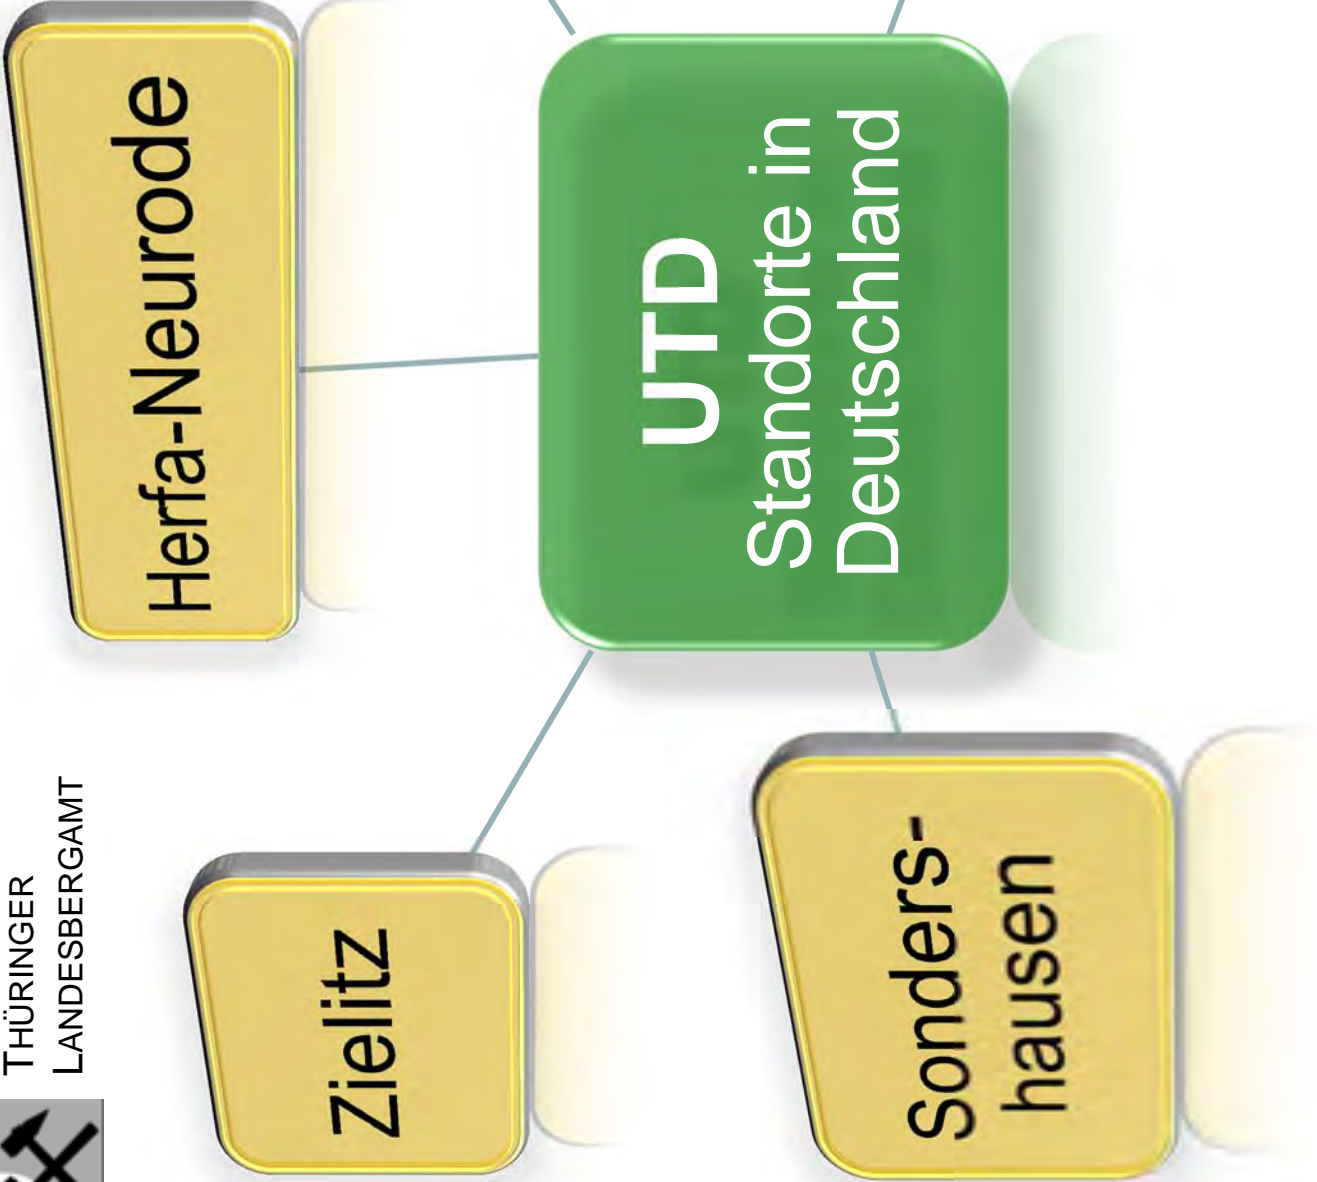 THÜRINGER
LANDESBERGAMT
Herfa-Neurode
Zielitz
UTD
Standorte in
Deutschland
Sonders-
hausen